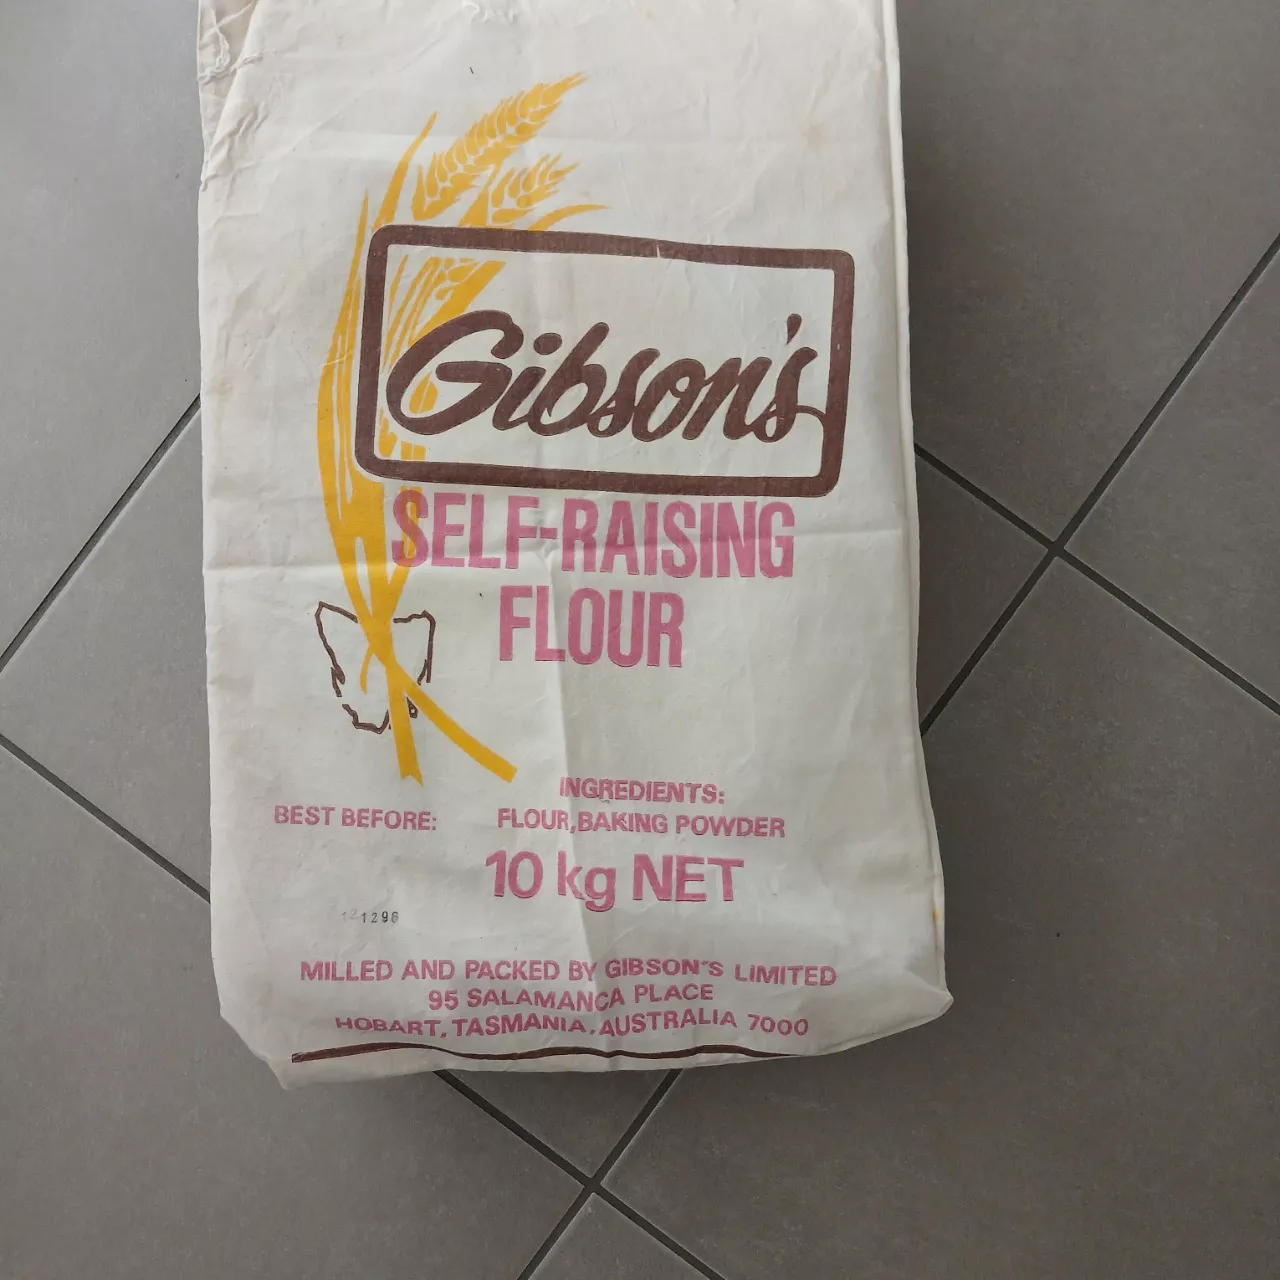 Gibson's
SELF-RAISING
FLOUR
INGREDIENTS:
BEST BEFORE: FLOUR, BAKING POWDER
10 kg NET
121296
MILLED AND PACKED BY GIBSON'S LIMITED
95 SALAMANCA PLACE
HOBART, TASMANIA, AUSTRALIA 7000